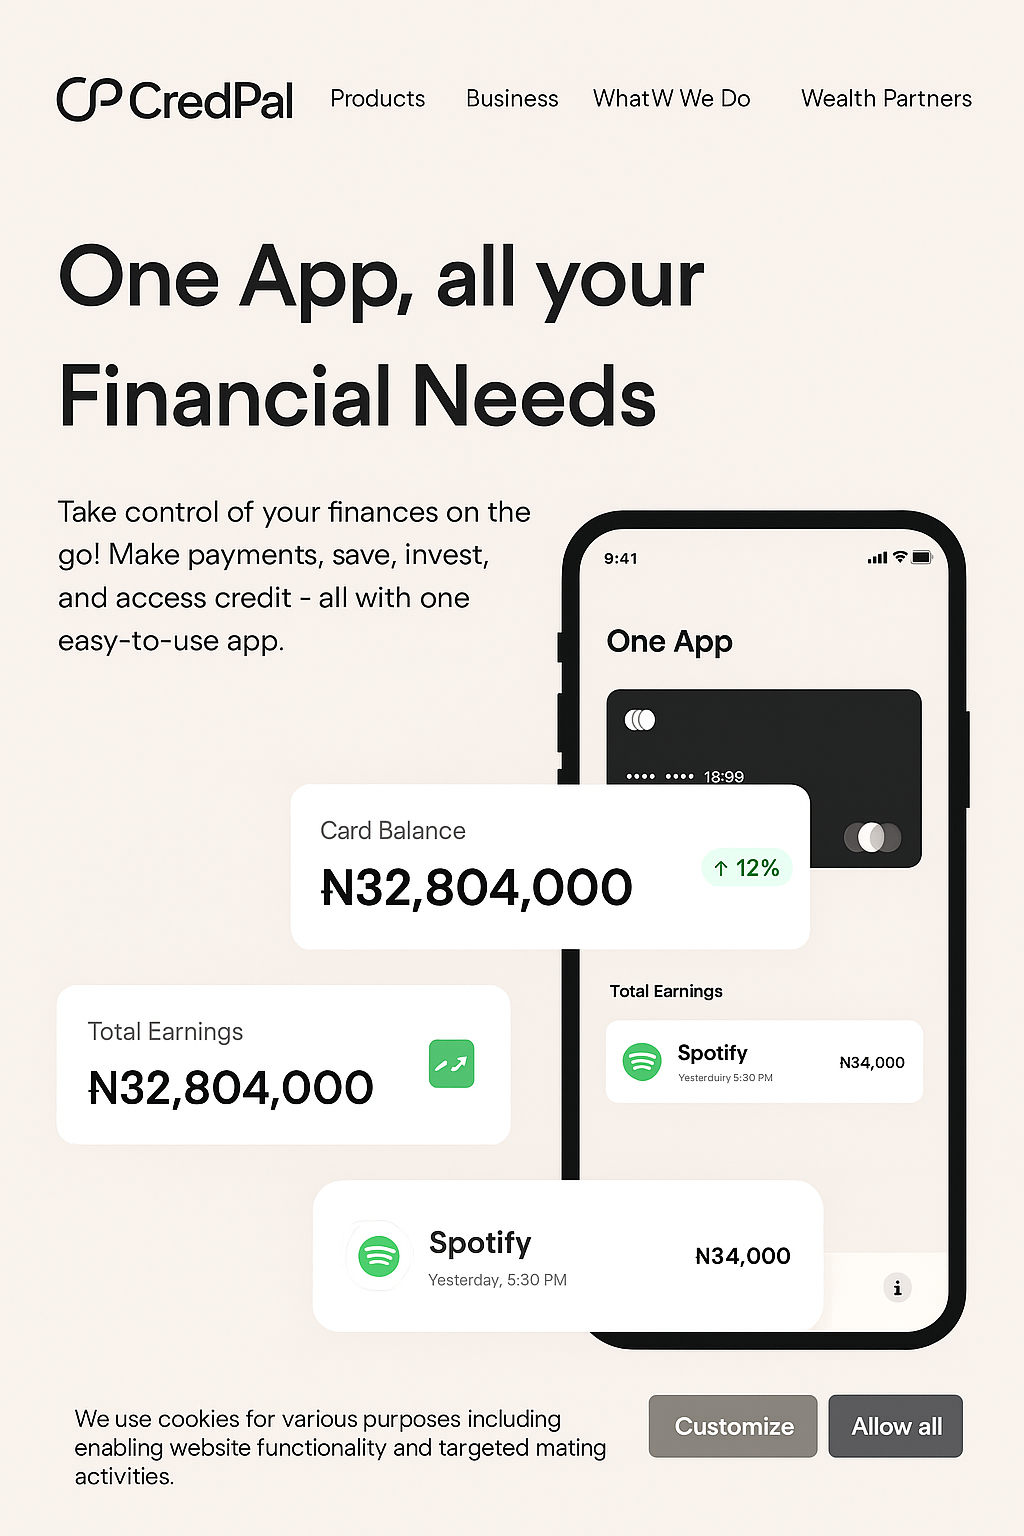 CredPal
Products
Business
WhatW We Do
Wealth Partners
One App, all your
Financial Needs
Take control of your finances on the
go! Make payments, save, invest,
and access credit - all with one
easy-to-use app.
9:41
One App
•••• •••• 18:99
Card Balance
₦32,804,000
↑ 12%
Total Earnings
₦32,804,000
Total Earnings
Spotify
Yesterduiry 5:30 PM
₦34,000
Spotify
Yesterday, 5:30 PM
₦34,000
i
We use cookies for various purposes including
enabling website functionality and targeted mating
activities.
Customize
Allow all